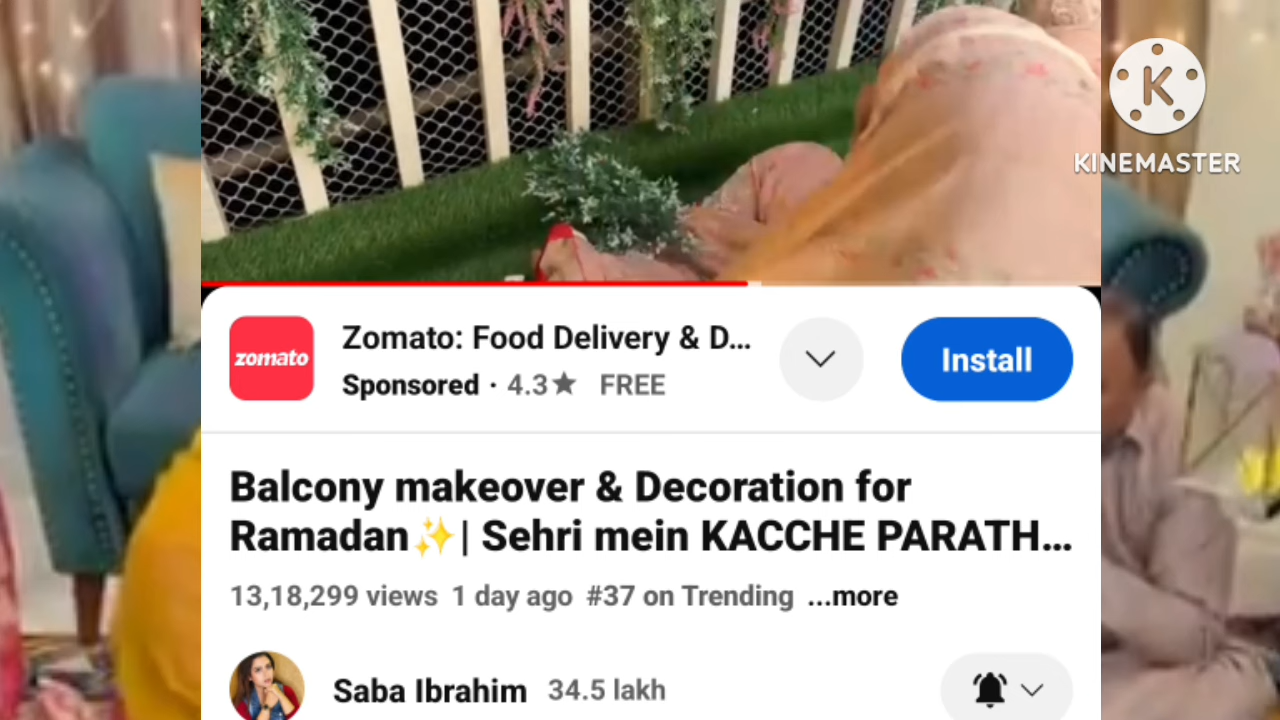 K
KINEMASTER
zomato
Zomato: Food Delivery & D...
Sponsored · 4.3★ FREE
Install
Balcony makeover & Decoration for
Ramadan✨| Sehri mein KACCHE PARATH...
13,18,299 views 1 day ago #37 on Trending ...more
Saba Ibrahim 34.5 lakh